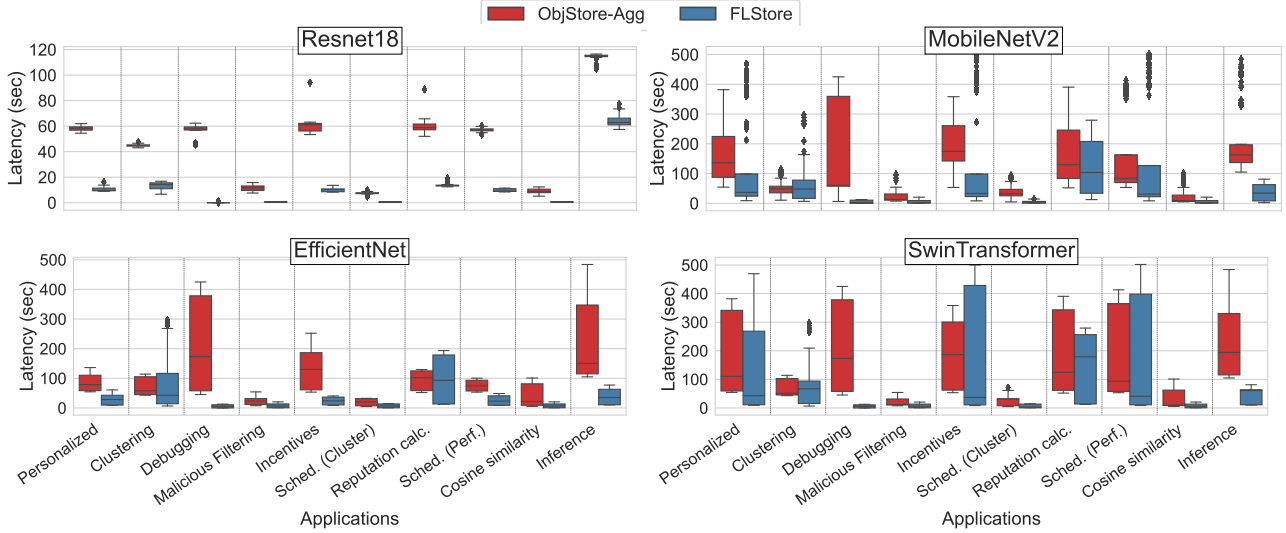 ObjStore-Agg FLStore
Resnet18
Latency (sec)
120
100
80
60
40
20
0
MobileNetV2
Latency (sec)
500
400
300
200
100
0
EfficientNet
Latency (sec)
500
400
300
200
100
0
Personalized
Clustering
Debugging
Malicious Filtering
Incentives
Sched. (Cluster)
Reputation calc.
Sched. (Perf.)
Cosine similarity
Inference
Applications
SwinTransformer
Latency (sec)
500
400
300
200
100
0
Personalized
Clustering
Debugging
Malicious Filtering
Incentives
Sched. (Cluster)
Reputation calc.
Sched. (Perf.)
Cosine similarity
Inference
Applications